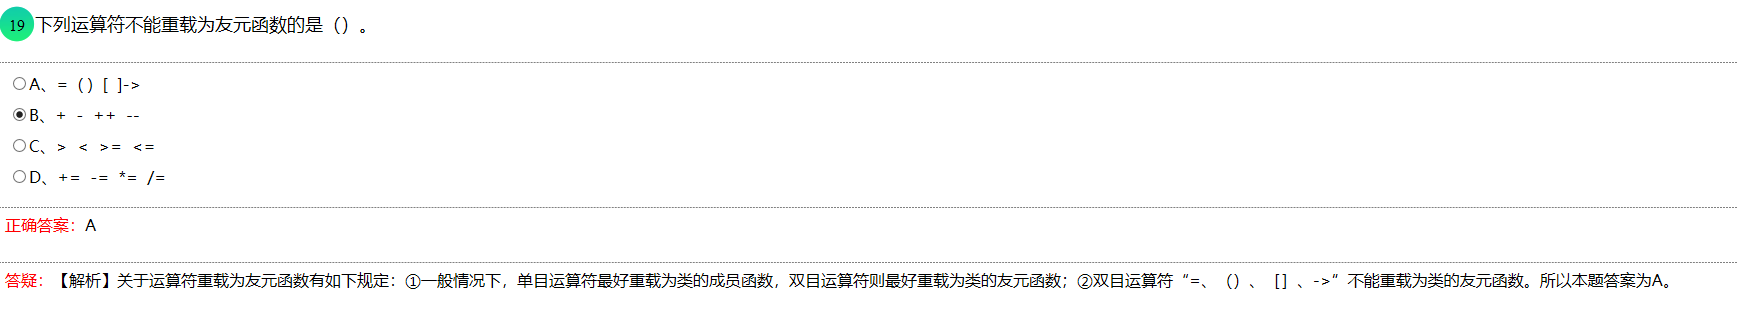 19 下列运算符不能重载为友元函数的是（）。
A、= () [ ]->
B、+ - ++ --
C、> < >= <=
D、+= -= *= /=
正确答案：A
答疑：【解析】关于运算符重载为友元函数有如下规定：①一般情况下，单目运算符最好重载为类的成员函数，双目运算符则最好重载为类的友元函数；②双目运算符“=、（）、［］、->”不能重载为类的友元函数。所以本题答案为A。